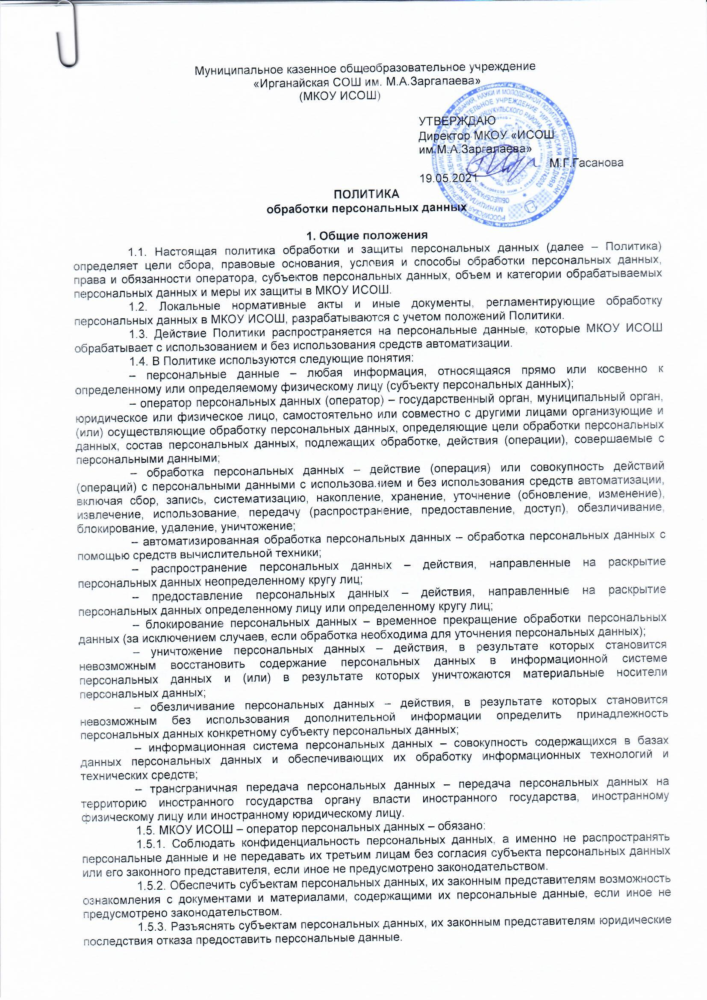 Муниципальное казенное общеобразовательное учреждение
«Ирганайская СОШ им. М.А.Заргалаева»
(МКОУ ИСОШ)
УТВЕРЖДАЮ
Директор МКОУ «ИСОШ
им.М.А.Заргалаева»
М.Г.Гасанова
19.05.2021
ПОЛИТИКА
обработки персональных данных
1. Общие положения
1.1. Настоящая политика обработки и защиты персональных данных (далее – Политика)
определяет цели сбора, правовые основания, условия и способы обработки персональных данных,
права и обязанности оператора, субъектов персональных данных, объем и категории обрабатываемых
персональных данных и меры их защиты в МКОУ ИСОШ.
1.2. Локальные нормативные акты и иные документы, регламентирующие обработку
персональных данных в МКОУ ИСОШ, разрабатываются с учетом положений Политики.
1.3. Действие Политики распространяется на персональные данные, которые МКОУ ИСОШ
обрабатывает с использованием и без использования средств автоматизации.
1.4. В Политике используются следующие понятия:
– персональные данные – любая информация, относящаяся прямо или косвенно к
определенному или определяемому физическому лицу (субъекту персональных данных);
– оператор персональных данных (оператор) – государственный орган, муниципальный орган,
юридическое или физическое лицо, самостоятельно или совместно с другими лицами организующие и
(или) осуществляющие обработку персональных данных, определяющие цели обработки персональных
данных, состав персональных данных, подлежащих обработке, действия (операции), совершаемые с
персональными данными;
– обработка персональных данных – действие (операция) или совокупность действий
(операций) с персональными данными с использованием и без использования средств автоматизации,
включая сбор, запись, систематизацию, накопление, хранение, уточнение (обновление, изменение),
извлечение, использование, передачу (распространение, предоставление, доступ), обезличивание,
блокирование, удаление, уничтожение;
– автоматизированная обработка персональных данных – обработка персональных данных с
помощью средств вычислительной техники;
– распространение персональных данных – действия, направленные на раскрытие
персональных данных неопределенному кругу лиц;
– предоставление персональных данных – действия, направленные на раскрытие
персональных данных определенному лицу или определенному кругу лиц;
– блокирование персональных данных – временное прекращение обработки персональных
данных (за исключением случаев, если обработка необходима для уточнения персональных данных);
– уничтожение персональных данных – действия, в результате которых становится
невозможным восстановить содержание персональных данных в информационной системе
персональных данных и (или) в результате которых уничтожаются материальные носители
персональных данных;
– обезличивание персональных данных – действия, в результате которых становится
невозможным без использования дополнительной информации определить принадлежность
персональных данных конкретному субъекту персональных данных;
– информационная система персональных данных – совокупность содержащихся в базах
данных персональных данных и обеспечивающих их обработку информационных технологий и
технических средств;
– трансграничная передача персональных данных – передача персональных данных на
территорию иностранного государства органу власти иностранного государства, иностранному
физическому лицу или иностранному юридическому лицу.
1.5. МКОУ ИСОШ – оператор персональных данных – обязано:
1.5.1. Соблюдать конфиденциальность персональных данных, а именно не распространять
персональные данные и не передавать их третьим лицам без согласия субъекта персональных данных
или его законного представителя, если иное не предусмотрено законодательством.
1.5.2. Обеспечить субъектам персональных данных, их законным представителям возможность
ознакомления с документами и материалами, содержащими их персональные данные, если иное не
предусмотрено законодательством.
1.5.3. Разъяснять субъектам персональных данных, их законным представителям юридические
последствия отказа предоставить персональные данные.